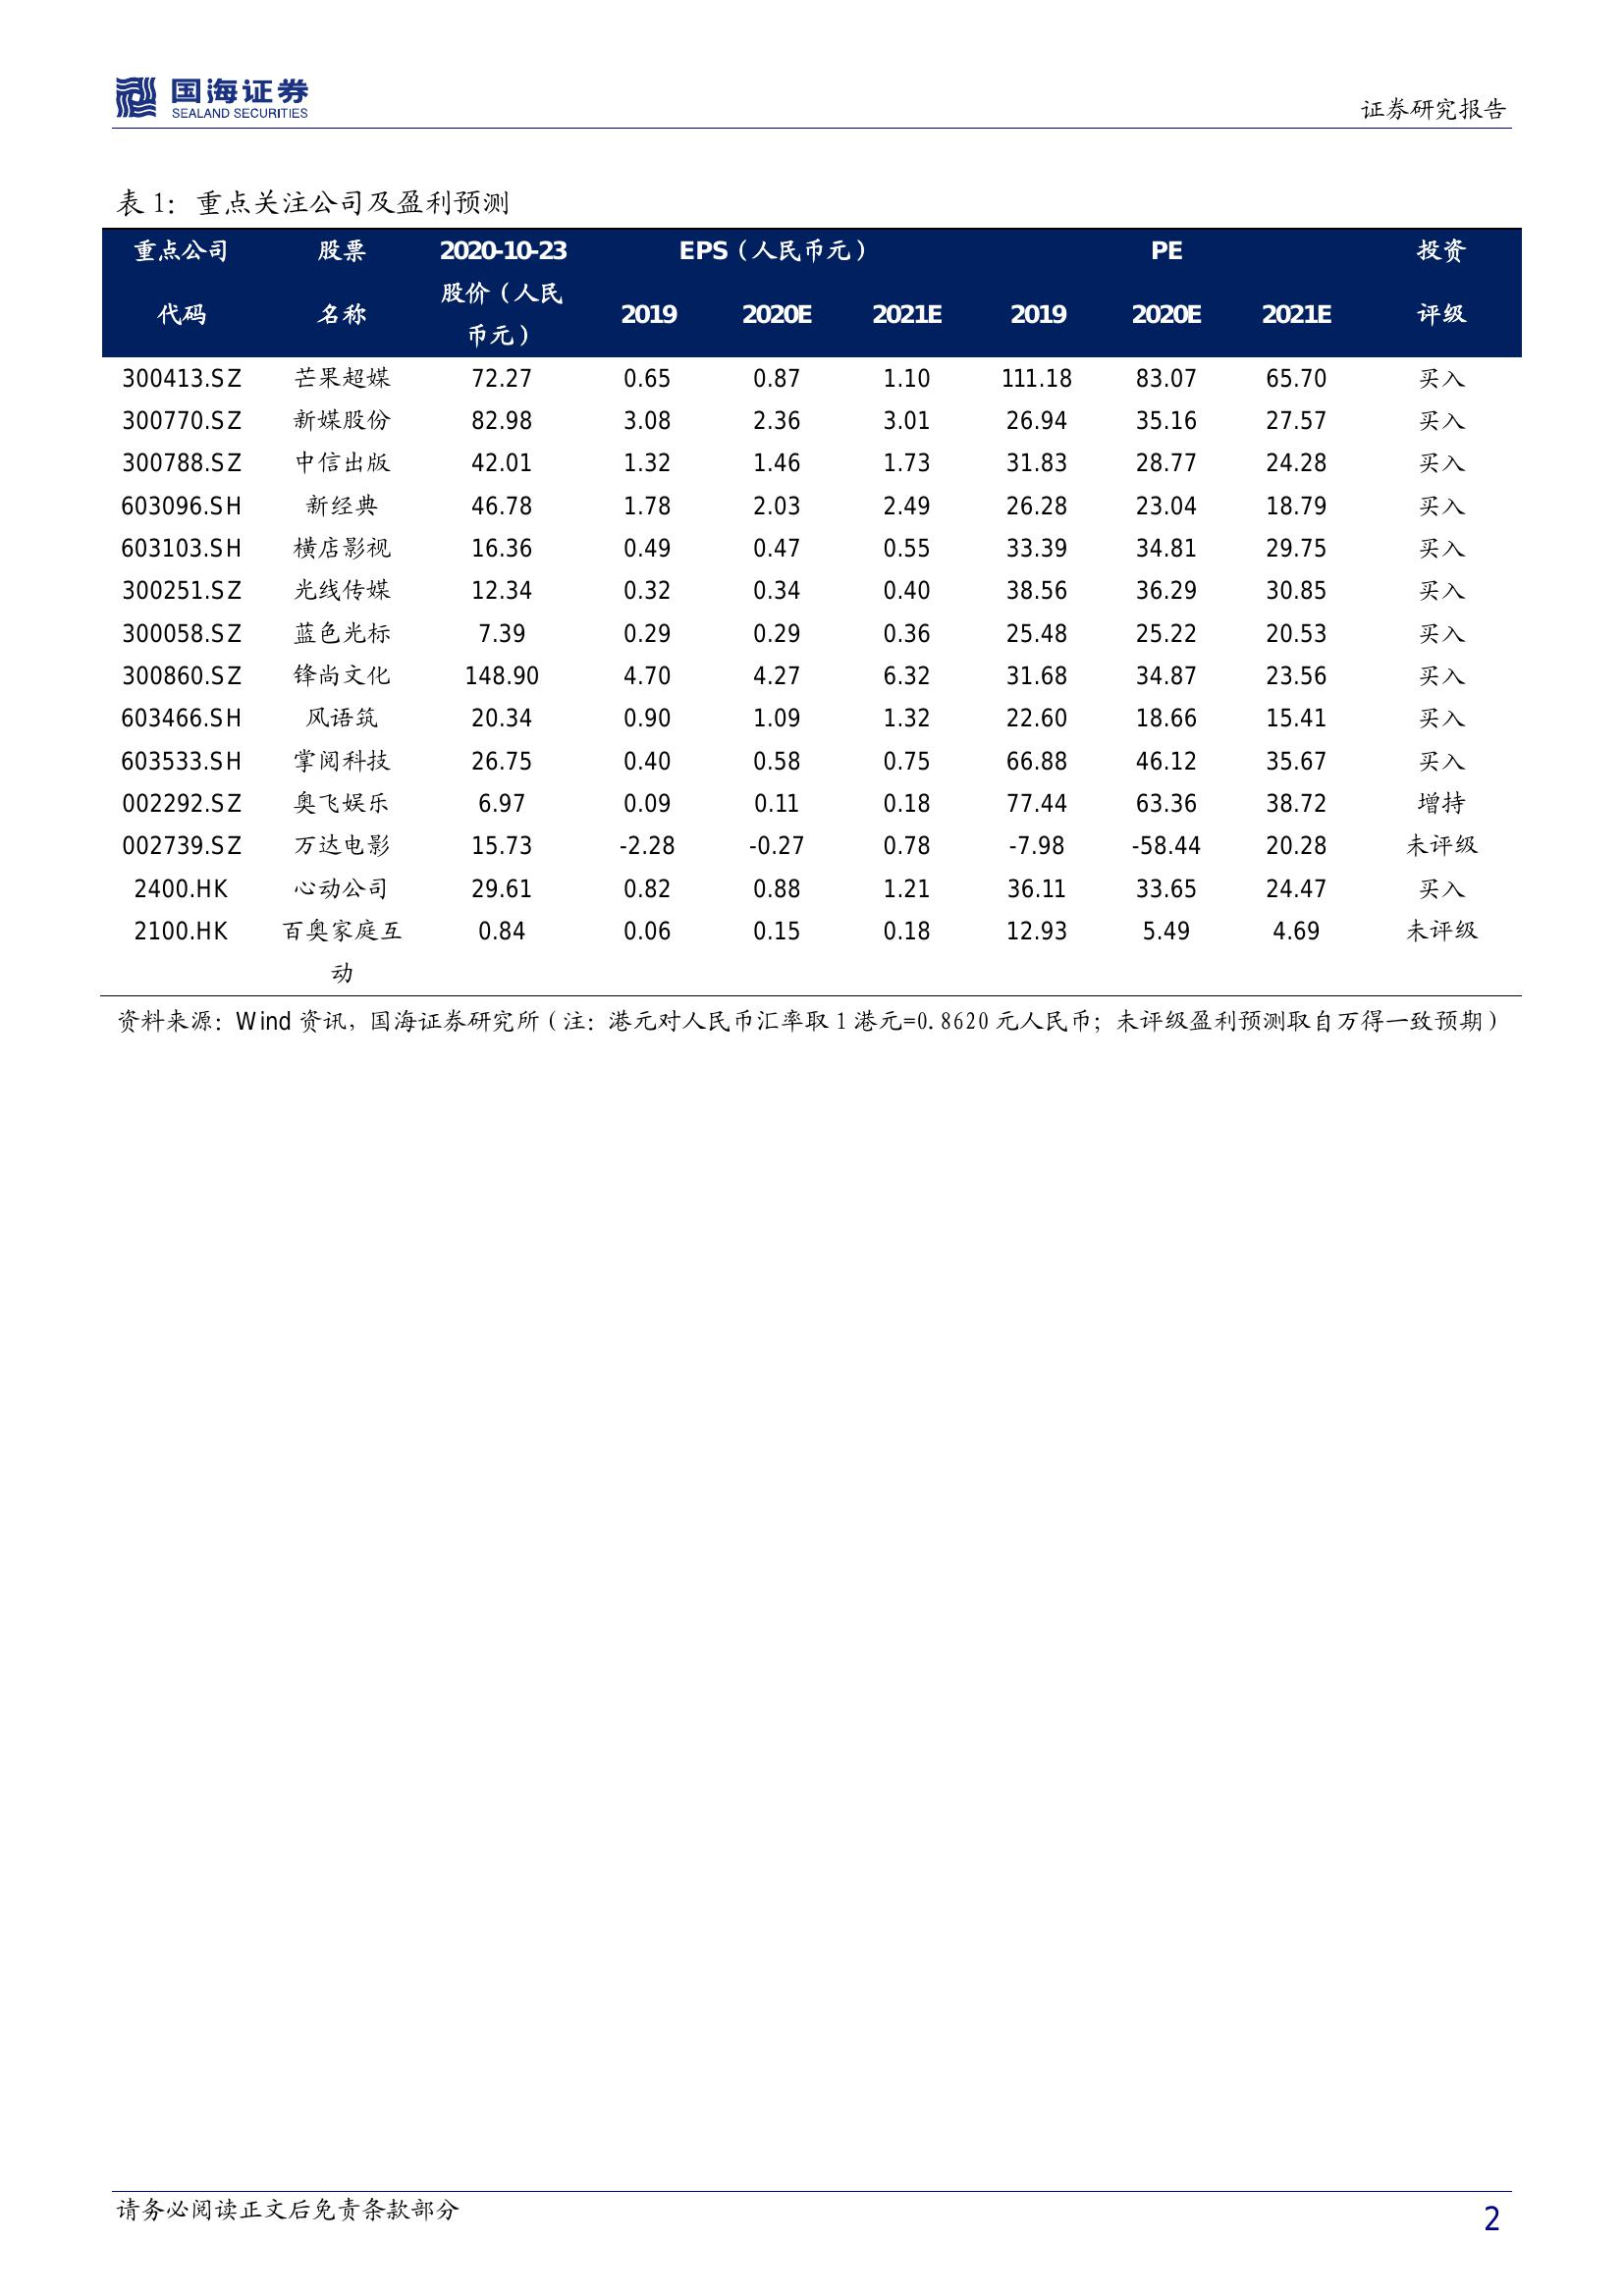 国海证券
SEALAND SECURITIES
证券研究报告
表 1：重点关注公司及盈利预测
重点公司 股票 2020-10-23 EPS（人民币元） PE 投资
代码 名称 股价（人民币元） 2019 2020E 2021E 2019 2020E 2021E 评级
300413.SZ 芒果超媒 72.27 0.65 0.87 1.10 111.18 83.07 65.70 买入
300770.SZ 新媒股份 82.98 3.08 2.36 3.01 26.94 35.16 27.57 买入
300788.SZ 中信出版 42.01 1.32 1.46 1.73 31.83 28.77 24.28 买入
603096.SH 新经典 46.78 1.78 2.03 2.49 26.28 23.04 18.79 买入
603103.SH 横店影视 16.36 0.49 0.47 0.55 33.39 34.81 29.75 买入
300251.SZ 光线传媒 12.34 0.32 0.34 0.40 38.56 36.29 30.85 买入
300058.SZ 蓝色光标 7.39 0.29 0.29 0.36 25.48 25.22 20.53 买入
300860.SZ 锋尚文化 148.90 4.70 4.27 6.32 31.68 34.87 23.56 买入
603466.SH 风语筑 20.34 0.90 1.09 1.32 22.60 18.66 15.41 买入
603533.SH 掌阅科技 26.75 0.40 0.58 0.75 66.88 46.12 35.67 买入
002292.SZ 奥飞娱乐 6.97 0.09 0.11 0.18 77.44 63.36 38.72 增持
002739.SZ 万达电影 15.73 -2.28 -0.27 0.78 -7.98 -58.44 20.28 未评级
2400.HK 心动公司 29.61 0.82 0.88 1.21 36.11 33.65 24.47 买入
2100.HK 百奥家庭互动 0.84 0.06 0.15 0.18 12.93 5.49 4.69 未评级
资料来源：Wind 资讯，国海证券研究所（注：港元对人民币汇率取 1 港元=0.8620 元人民币；未评级盈利预测取自万得一致预期）
请务必阅读正文后免责条款部分
2